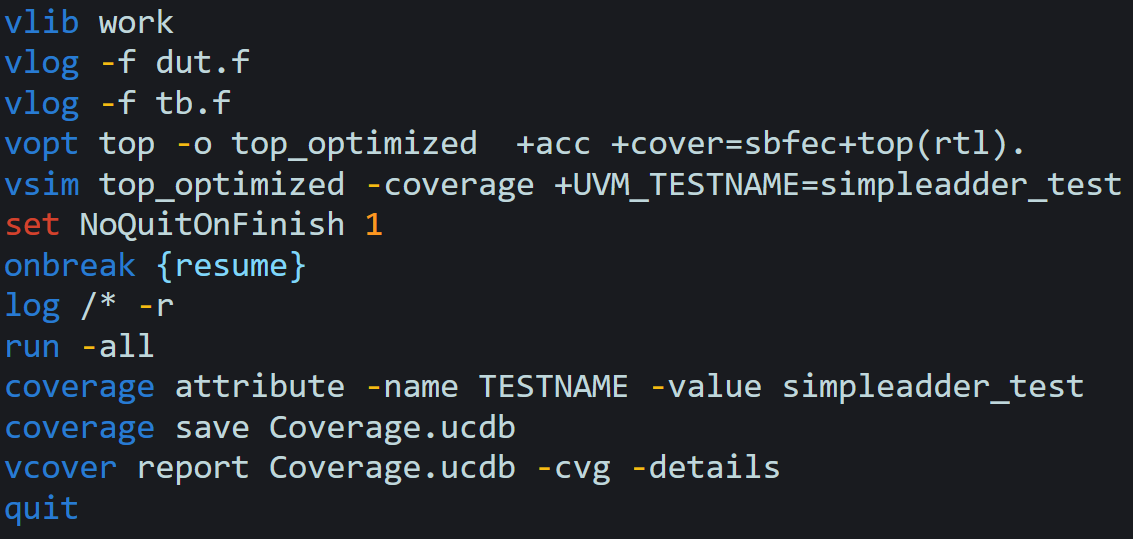 vlib work
vlog -f dut.f
vlog -f tb.f
vopt top -o top_optimized  +acc +cover=sbfec+top(rtl).
vsim top_optimized -coverage +UVM_TESTNAME=simpleadder_test
set NoQuitOnFinish 1
onbreak {resume}
log /* -r
run -all
coverage attribute -name TESTNAME -value simpleadder_test
coverage save Coverage.ucdb
vcover report Coverage.ucdb -cvg -details
quit